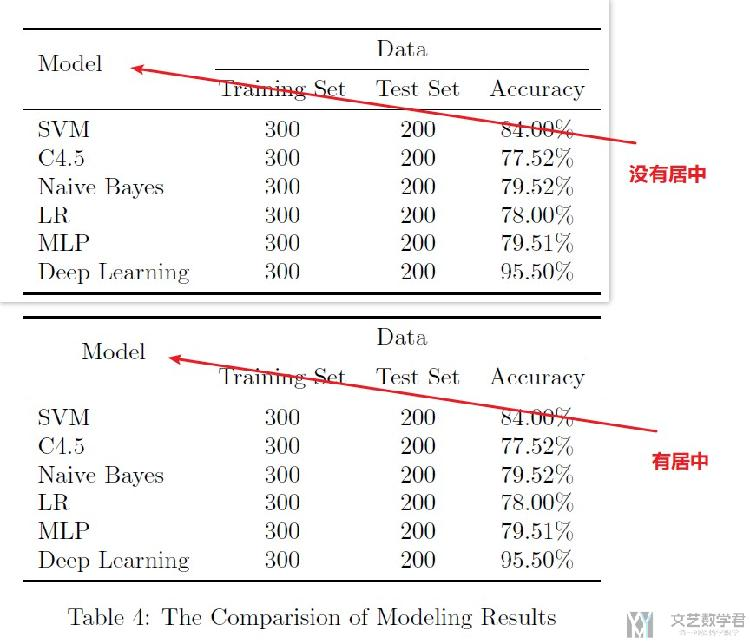 Data
Model
Training Set Test Set Accuracy
SVM 300 200 84.00%
没有居中
C4.5 300 200 77.52%
Naive Bayes 300 200 79.52%
LR 300 200 78.00%
MLP 300 200 79.51%
Deep Learning 300 200 95.50%
Data
Model
Training Set Test Set Accuracy
SVM 300 200 84.00%
有居中
C4.5 300 200 77.52%
Naive Bayes 300 200 79.52%
LR 300 200 78.00%
MLP 300 200 79.51%
Deep Learning 300 200 95.50%
Table 4: The Comparision of Modeling Results
文艺数学君